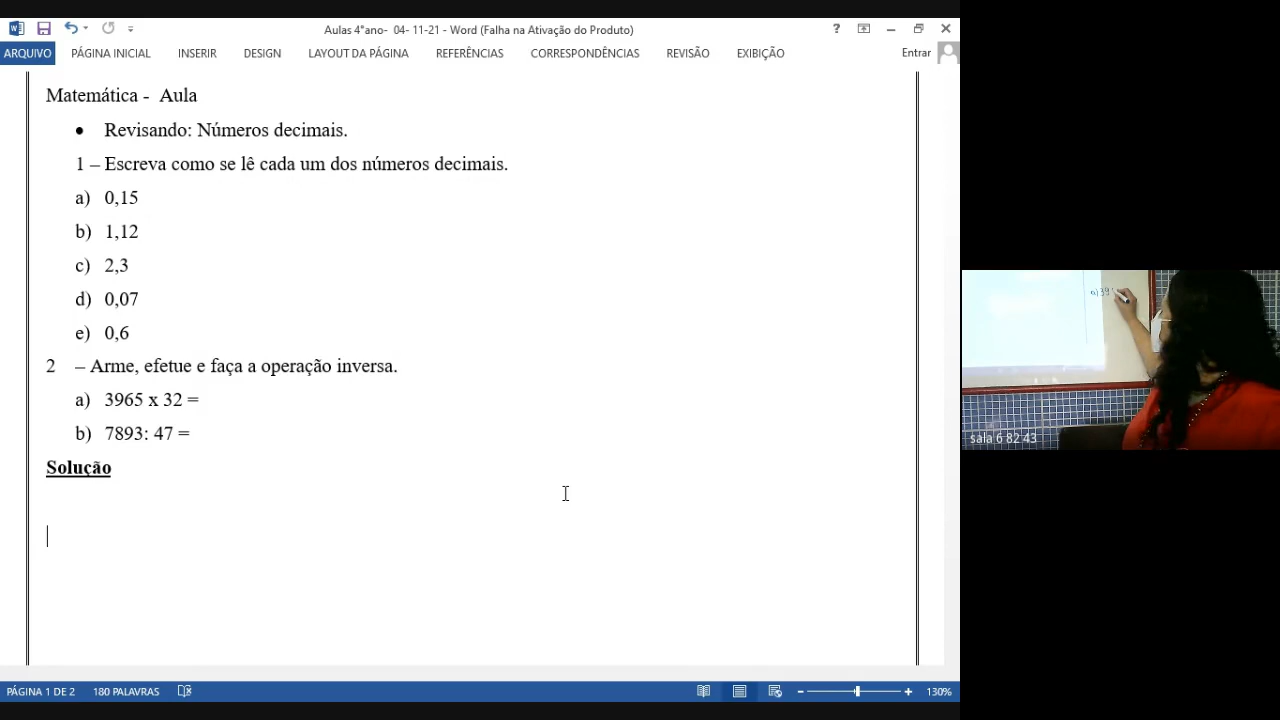 Aulas 4°ano- 04- 11-21 - Word (Falha na Ativação do Produto)
ARQUIVO PÁGINA INICIAL INSERIR DESIGN LAYOUT DA PÁGINA REFERÊNCIAS CORRESPONDÊNCIAS REVISÃO EXIBIÇÃO Entrar
Matemática - Aula
• Revisando: Números decimais.
1 – Escreva como se lê cada um dos números decimais.
a) 0,15
b) 1,12
c) 2,3
d) 0,07
e) 0,6
2 – Arme, efetue e faça a operação inversa.
a) 3965 x 32 =
b) 7893: 47 =
Solução
a) 39
sala 6 82 43
PÁGINA 1 DE 2 180 PALAVRAS 130%